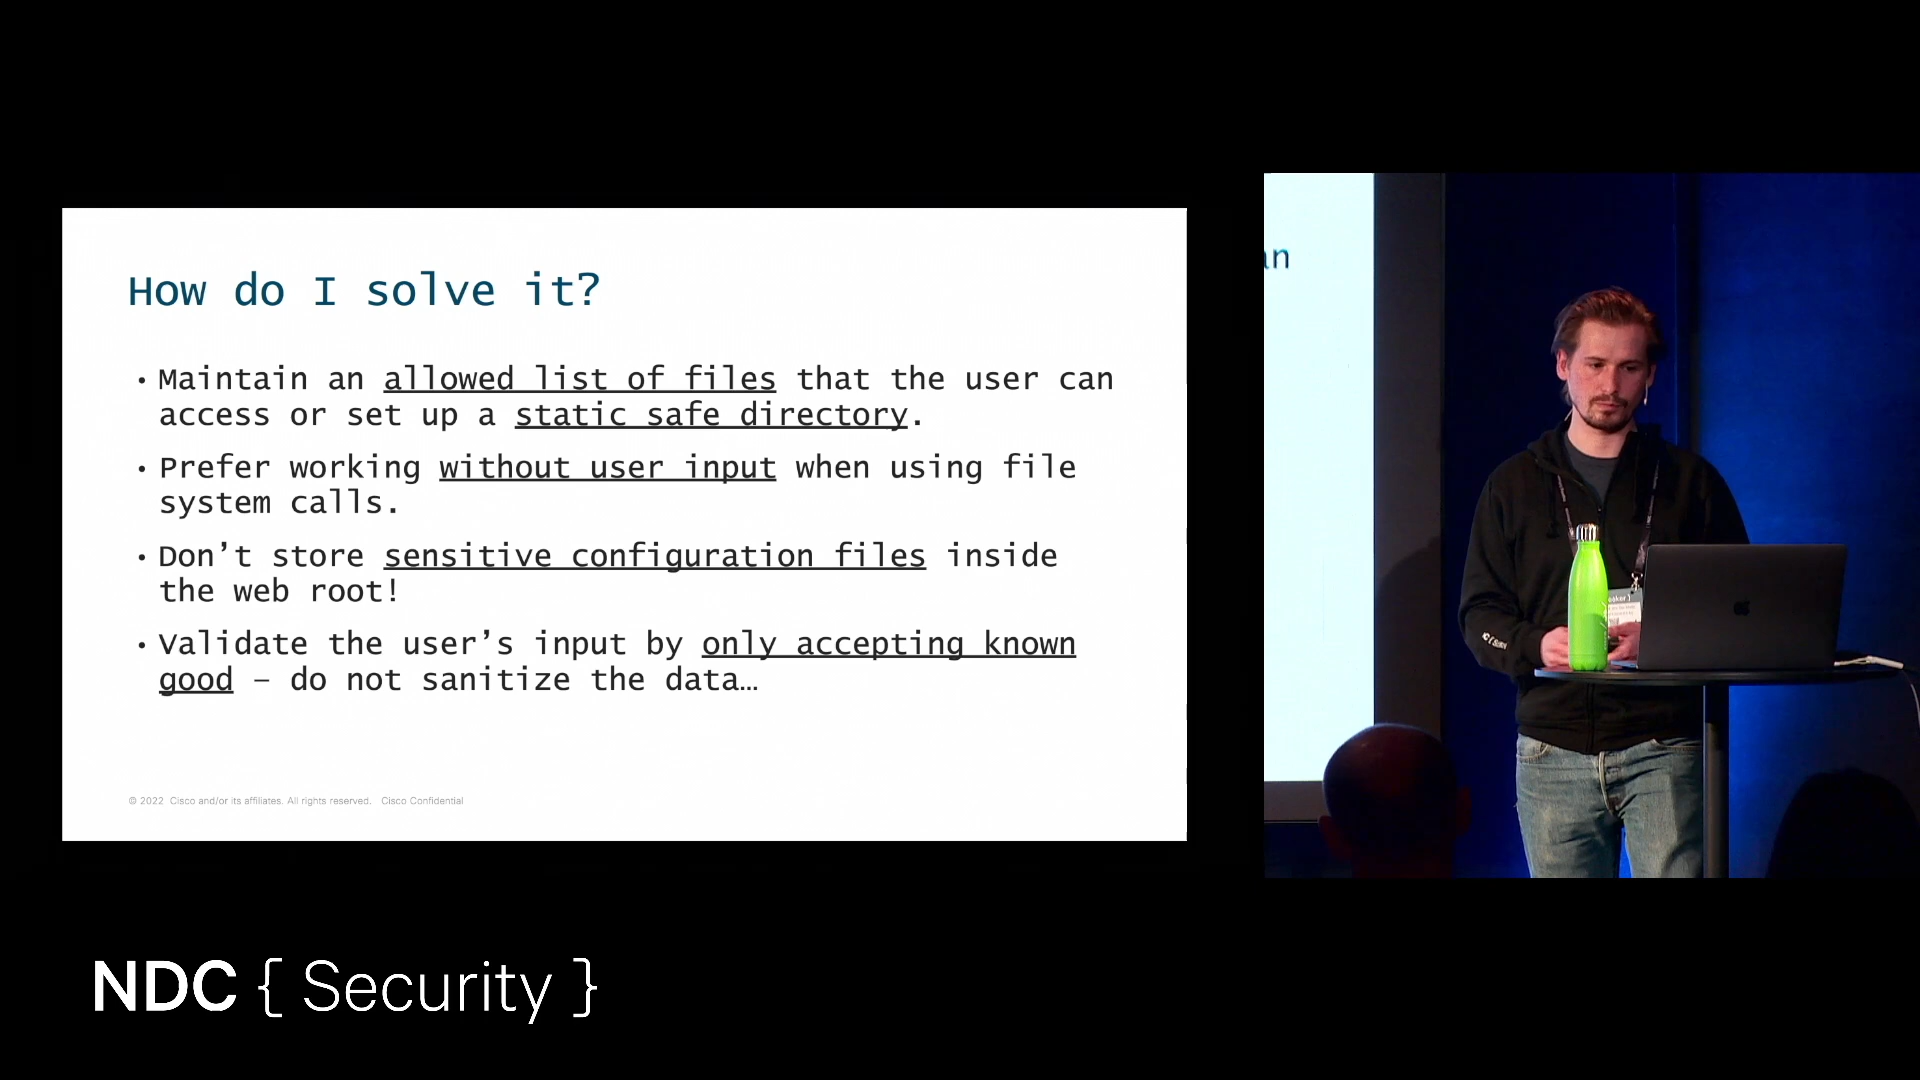 How do I solve it?
• Maintain an allowed list of files that the user can
access or set up a static safe directory.
• Prefer working without user input when using file
system calls.
• Don’t store sensitive configuration files inside
the web root!
• Validate the user’s input by only accepting known
good – do not sanitize the data…
© 2022 Cisco and/or its affiliates. All rights reserved. Cisco Confidential
an
NDC { Security }